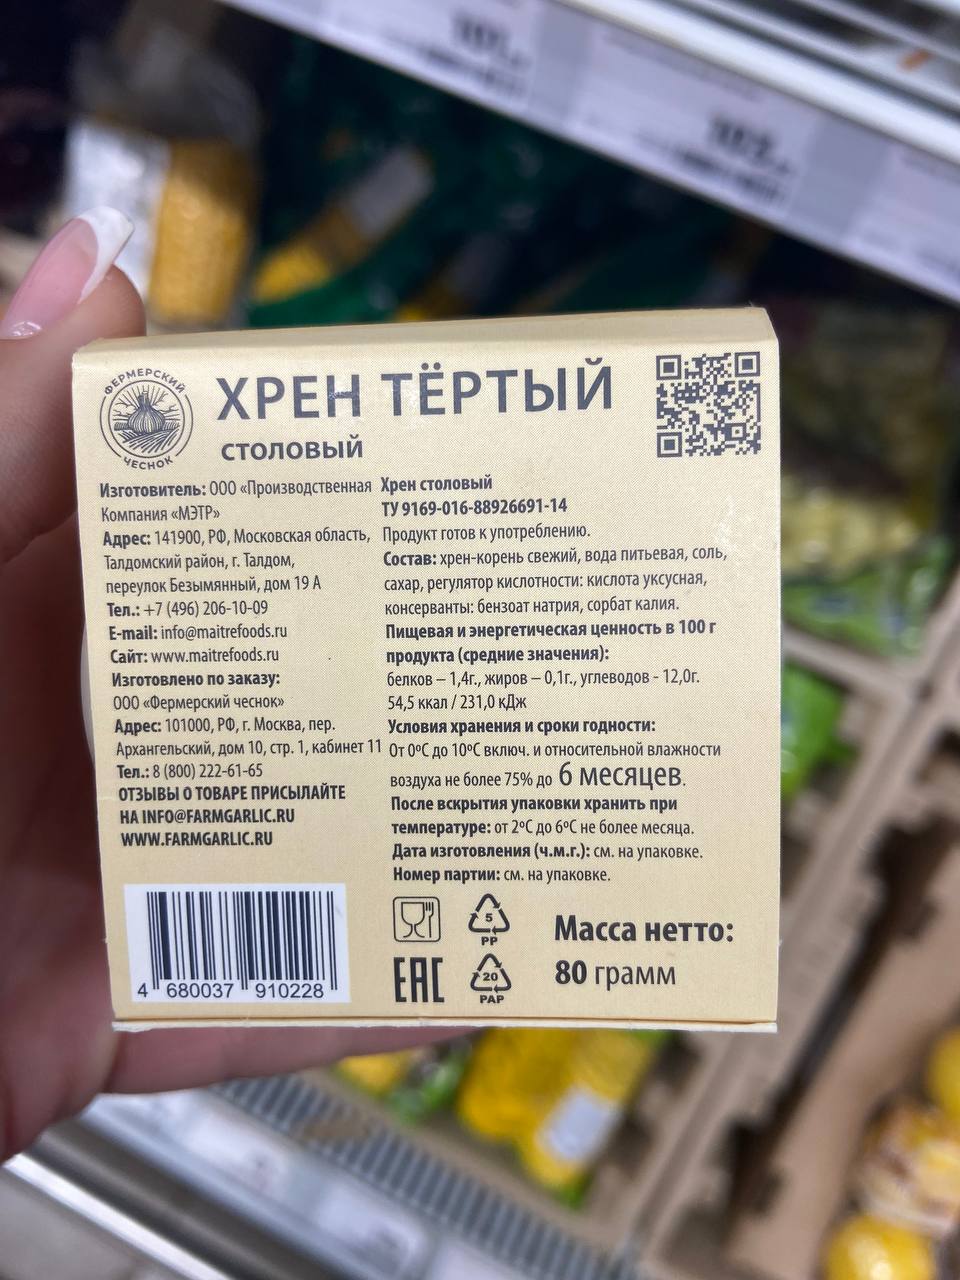 ФЕРМЕРСКИЙ
ЧЕСНОК
ХРЕН ТЁРТЫЙ
СТОЛОВЫЙ
Изготовитель: ООО «Производственная
Компания «МЭТР»
Адрес: 141900, РФ, Московская область,
Талдомский район, г. Талдом,
переулок Безымянный, дом 19 А
Тел.: +7 (496) 206-10-09
E-mail: info@maitrefoods.ru
Сайт: www.maitrefoods.ru
Изготовлено по заказу:
ООО «Фермерский чеснок»
Адрес: 101000, РФ, г. Москва, пер.
Архангельский, дом 10, стр. 1, кабинет 11
Тел.: 8 (800) 222-61-65
ОТЗЫВЫ О ТОВАРЕ ПРИСЫЛАЙТЕ
НА INFO@FARMGARLIC.RU
WWW.FARMGARLIC.RU
Хрен столовый
ТУ 9169-016-88926691-14
Продукт готов к употреблению.
Состав: хрен-корень свежий, вода питьевая, соль,
сахар, регулятор кислотности: кислота уксусная,
консерванты: бензоат натрия, сорбат калия.
Пищевая и энергетическая ценность в 100 г
продукта (средние значения):
белков – 1,4г., жиров – 0,1г., углеводов - 12,0г.
54,5 ккал / 231,0 кДж
Условия хранения и сроки годности:
От 0ºС до 10ºС включ. и относительной влажности
воздуха не более 75% до 6 месяцев.
После вскрытия упаковки хранить при
температуре: от 2ºС до 6ºС не более месяца.
Дата изготовления (ч.м.г.): см. на упаковке.
Номер партии: см. на упаковке.
4 680037 910228
5
PP
EAC
20
PAP
Масса нетто:
80 грамм